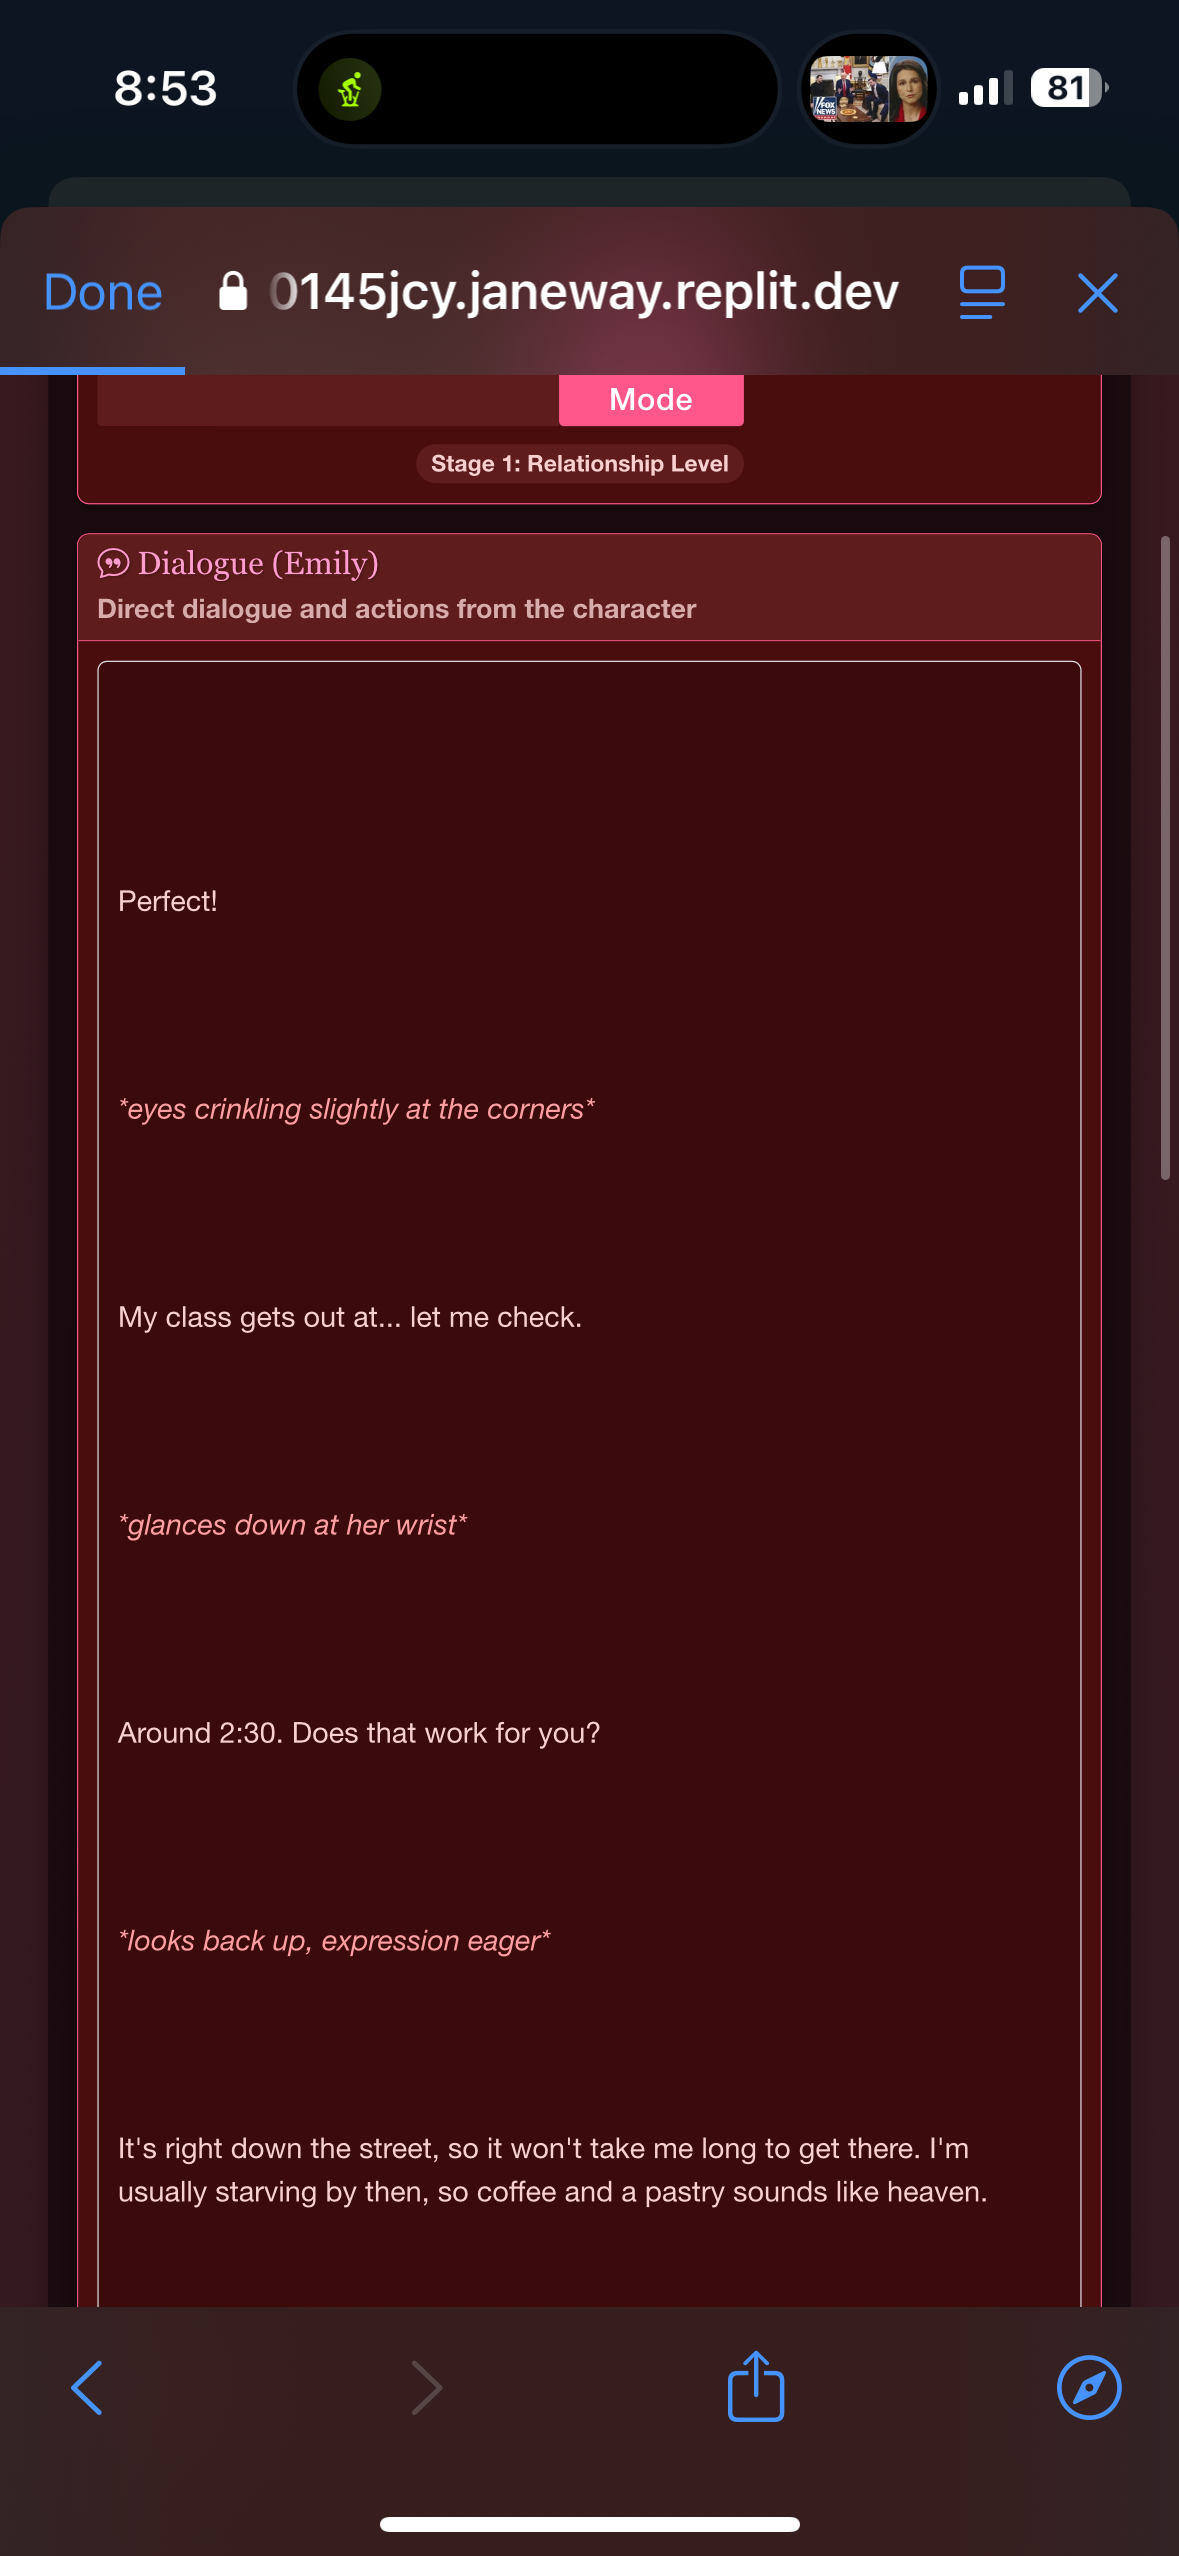 8:53
FOX
NEWS
81
Done
0145jcy.janeway.replit.dev
Mode
Stage 1: Relationship Level
Dialogue (Emily)
Direct dialogue and actions from the character
Perfect!
*eyes crinkling slightly at the corners*
My class gets out at... let me check.
*glances down at her wrist*
Around 2:30. Does that work for you?
*looks back up, expression eager*
It's right down the street, so it won't take me long to get there. I'm
usually starving by then, so coffee and a pastry sounds like heaven.